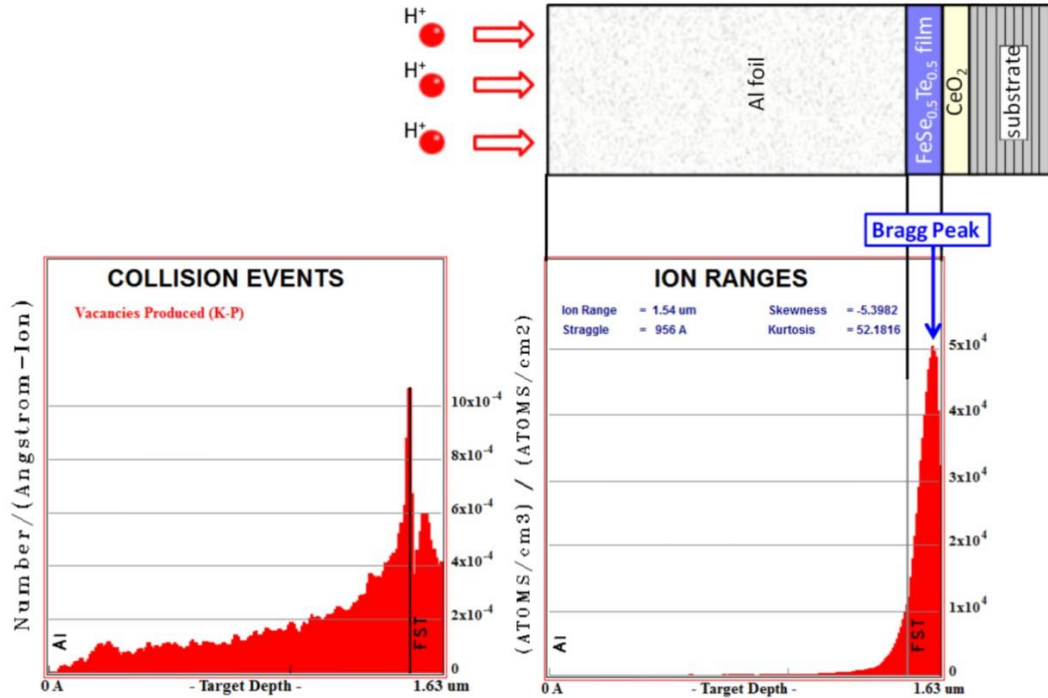 H+
H+
H+
Al foil
FeSe0.5Te0.5 film
CeO2
substrate
Bragg Peak
COLLISION EVENTS
Vacancies Produced (K-P)
Number/(Angstrom-Ion)
10x10-4
8x10-4
6x10-4
4x10-4
2x10-4
0
Al
FST
0 A
- Target Depth -
1.63 um
ION RANGES
Ion Range = 1.54 um Skewness = -5.3982
Straggle = 956 A Kurtosis = 52.1816
(ATOMS/cm3) / (ATOMS/cm2)
5x104
4x104
3x104
2x104
1x104
0
Al
FST
0 A
- Target Depth -
1.63 um